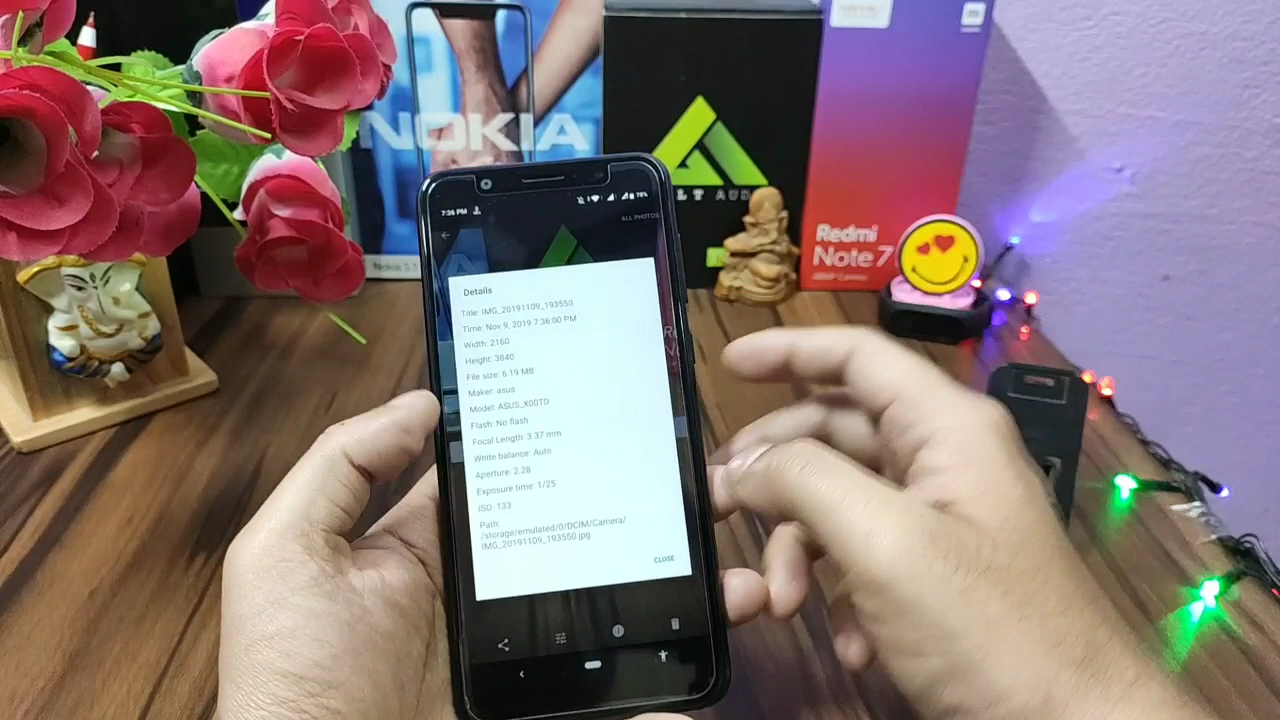 NOKIA
LT AUD
Redmi
Note 7
7:36 PM
78%
ALL PHOTOS
Details
Title: IMG_20191109_193550
Time: Nov 9, 2019 7:36:00 PM
Width: 2160
Height: 3840
File size: 6.19 MB
Maker: asus
Model: ASUS_X00TD
Flash: No flash
Focal Length: 3.37 mm
White balance: Auto
Aperture: 2.28
Exposure time: 1/25
ISO: 133
Path:
/storage/emulated/0/DCIM/Camera/
IMG_20191109_193550.jpg
CLOSE